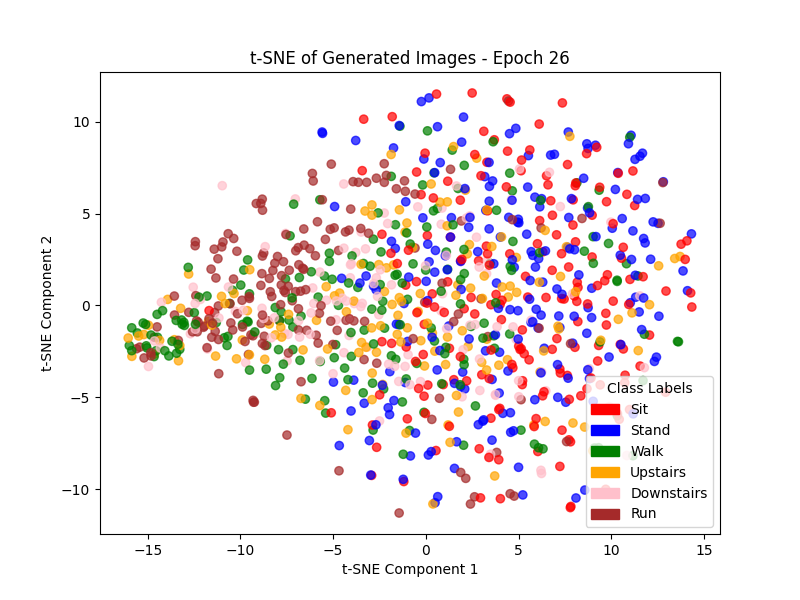 t-SNE of Generated Images - Epoch 26
t-SNE Component 2
10
5
0
−5
−10
Class Labels
Sit
Stand
Walk
Upstairs
Downstairs
Run
−15
−10
−5
0
5
10
15
t-SNE Component 1